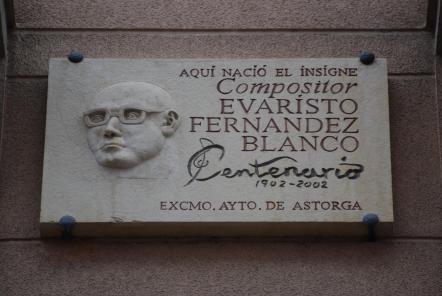 AQUÍ NACIÓ EL INSIGNE
Compositor
EVARISTO
FERNANDEZ
BLANCO
Centenario
1902-2002
EXCMO. AYTO. DE ASTORGA